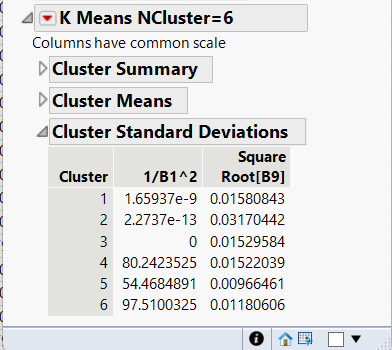 K Means NCluster=6
Columns have common scale
Cluster Summary
Cluster Means
Cluster Standard Deviations
Square
Cluster 1/B1^2 Root[B9]
1 1.65937e-9 0.01580843
2 2.2737e-13 0.03170442
3 0 0.01529584
4 80.2423525 0.01522039
5 54.4684891 0.00966461
6 97.5100325 0.01180606